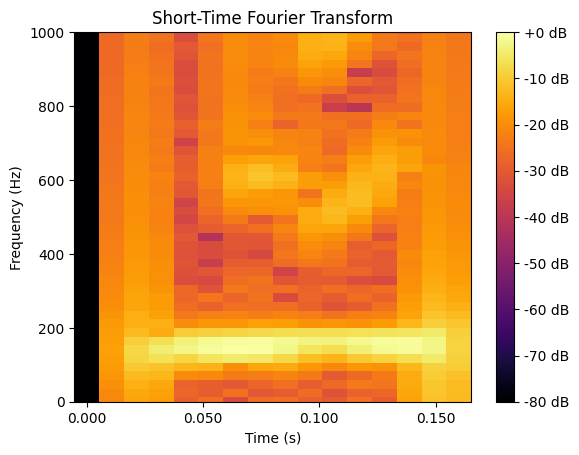 Short-Time Fourier Transform
1000
800
600
400
200
0
Frequency (Hz)
0.000
0.050
0.100
0.150
Time (s)
+0 dB
-10 dB
-20 dB
-30 dB
-40 dB
-50 dB
-60 dB
-70 dB
-80 dB